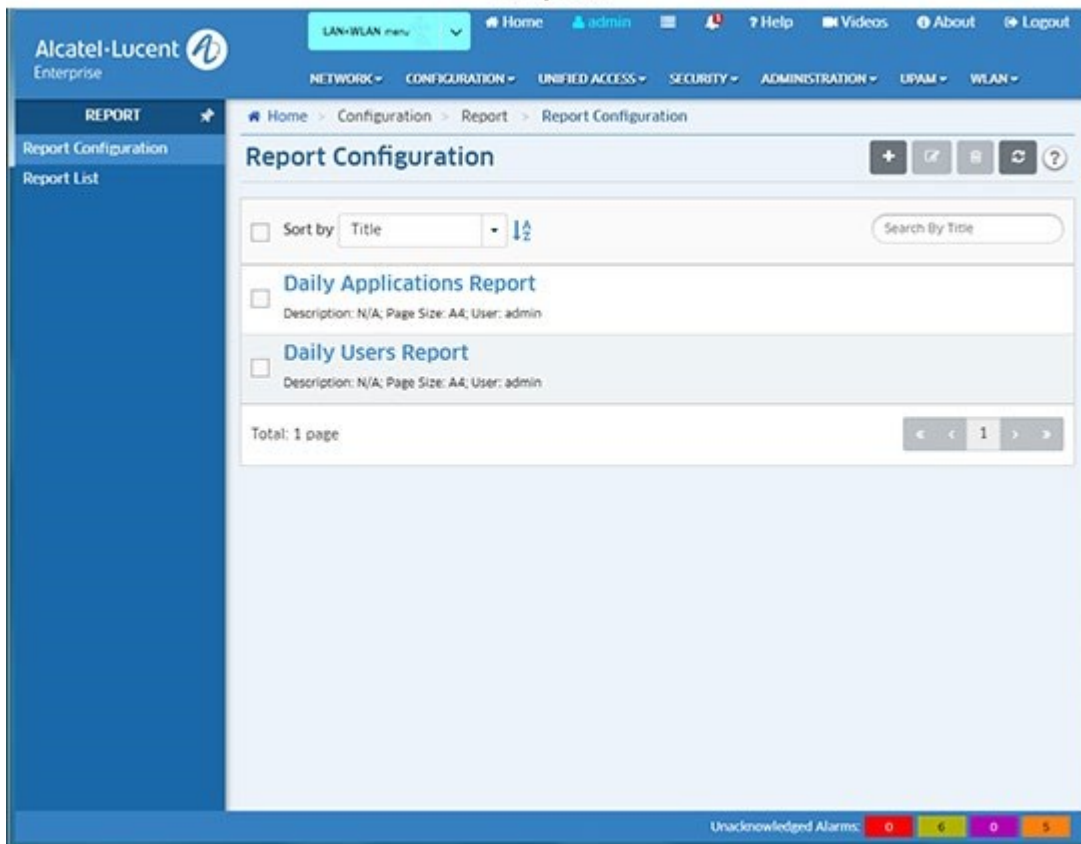 Alcatel·Lucent
Enterprise
LAN+WLAN menu
Home admin ? Help Videos About Logout
NETWORK CONFIGURATION UNIFIED ACCESS SECURITY ADMINISTRATION UPAM WLAN
REPORT
Report Configuration
Report List
Home > Configuration > Report > Report Configuration
Report Configuration
+ ?
Sort by Title A Z Search By Title
Daily Applications Report
Description: N/A; Page Size: A4; User: admin
Daily Users Report
Description: N/A; Page Size: A4; User: admin
Total: 1 page « ‹ 1 › »
Unacknowledged Alarms: 0 6 0 5